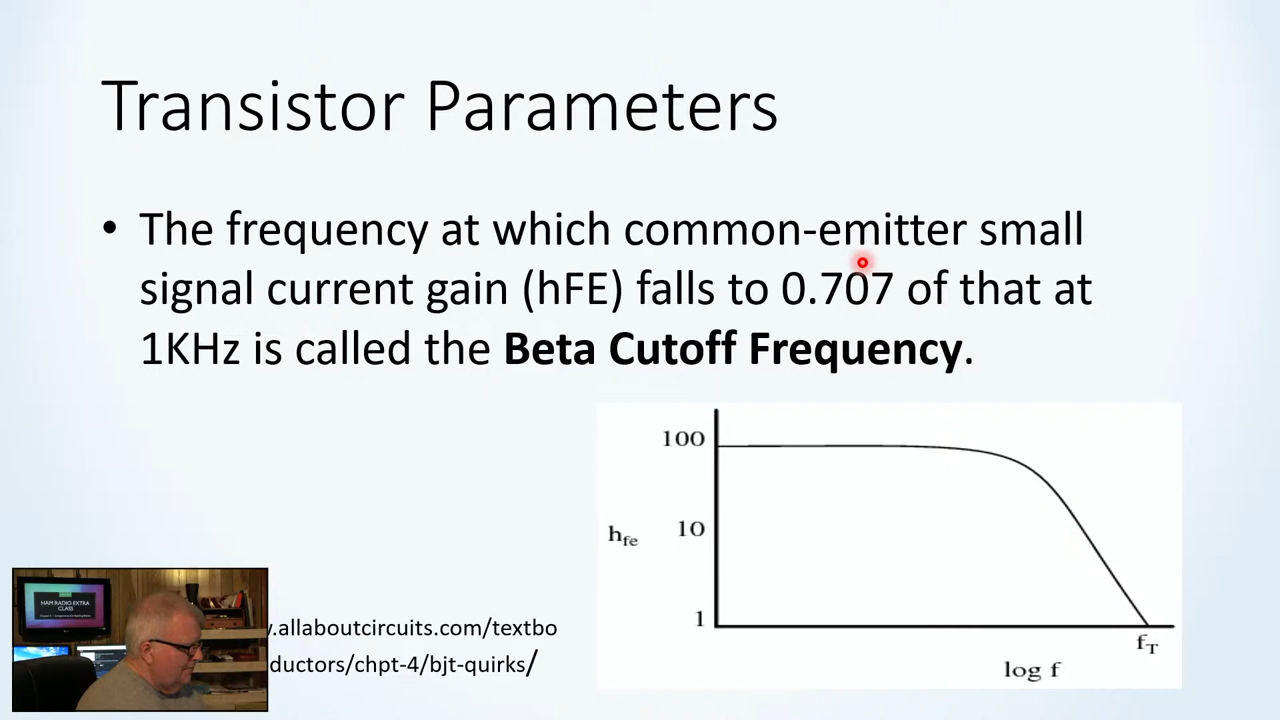 Transistor Parameters
• The frequency at which common-emitter small
signal current gain (hFE) falls to 0.707 of that at
1KHz is called the Beta Cutoff Frequency.
100
10
1
hfe
fT
log f
HAM RADIO EXTRA
CLASS
.allaboutcircuits.com/textbo
ductors/chpt-4/bjt-quirks/